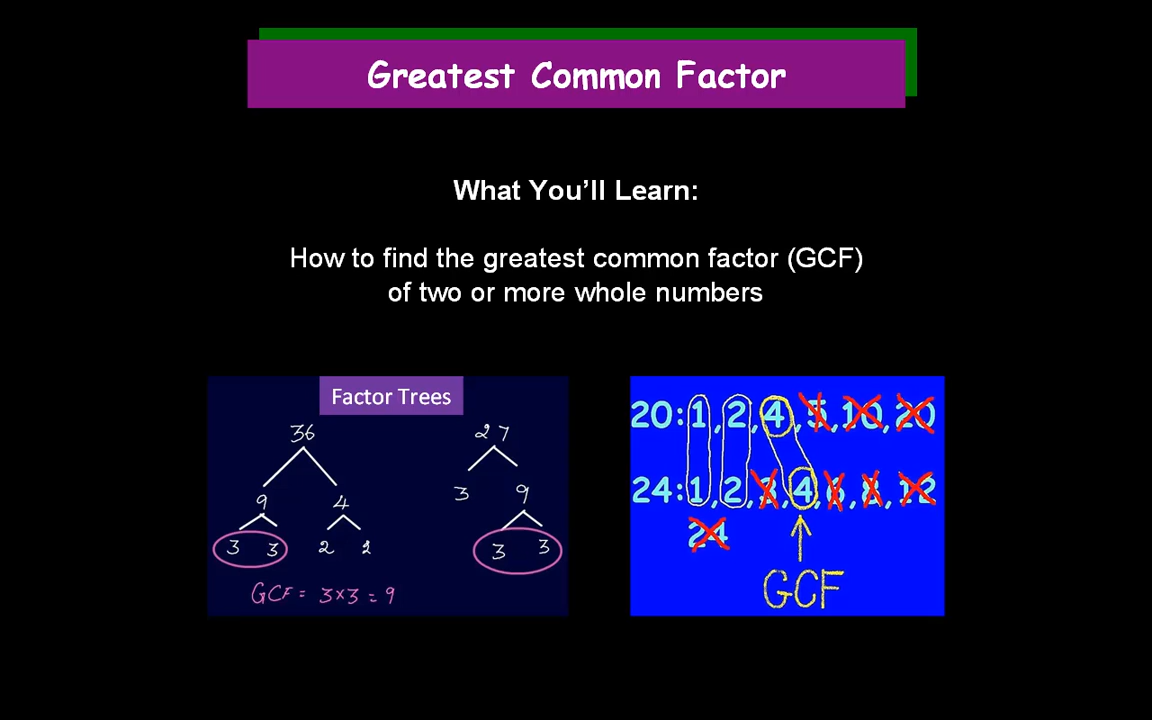 Greatest Common Factor
What You'll Learn:
How to find the greatest common factor (GCF)
of two or more whole numbers
Factor Trees
36
27
9
4
3
9
3
3
2
2
3
3
GCF = 3×3 = 9
20:1,2,4,5,10,20
24:1,2,3,4,6,8,12
24
GCF